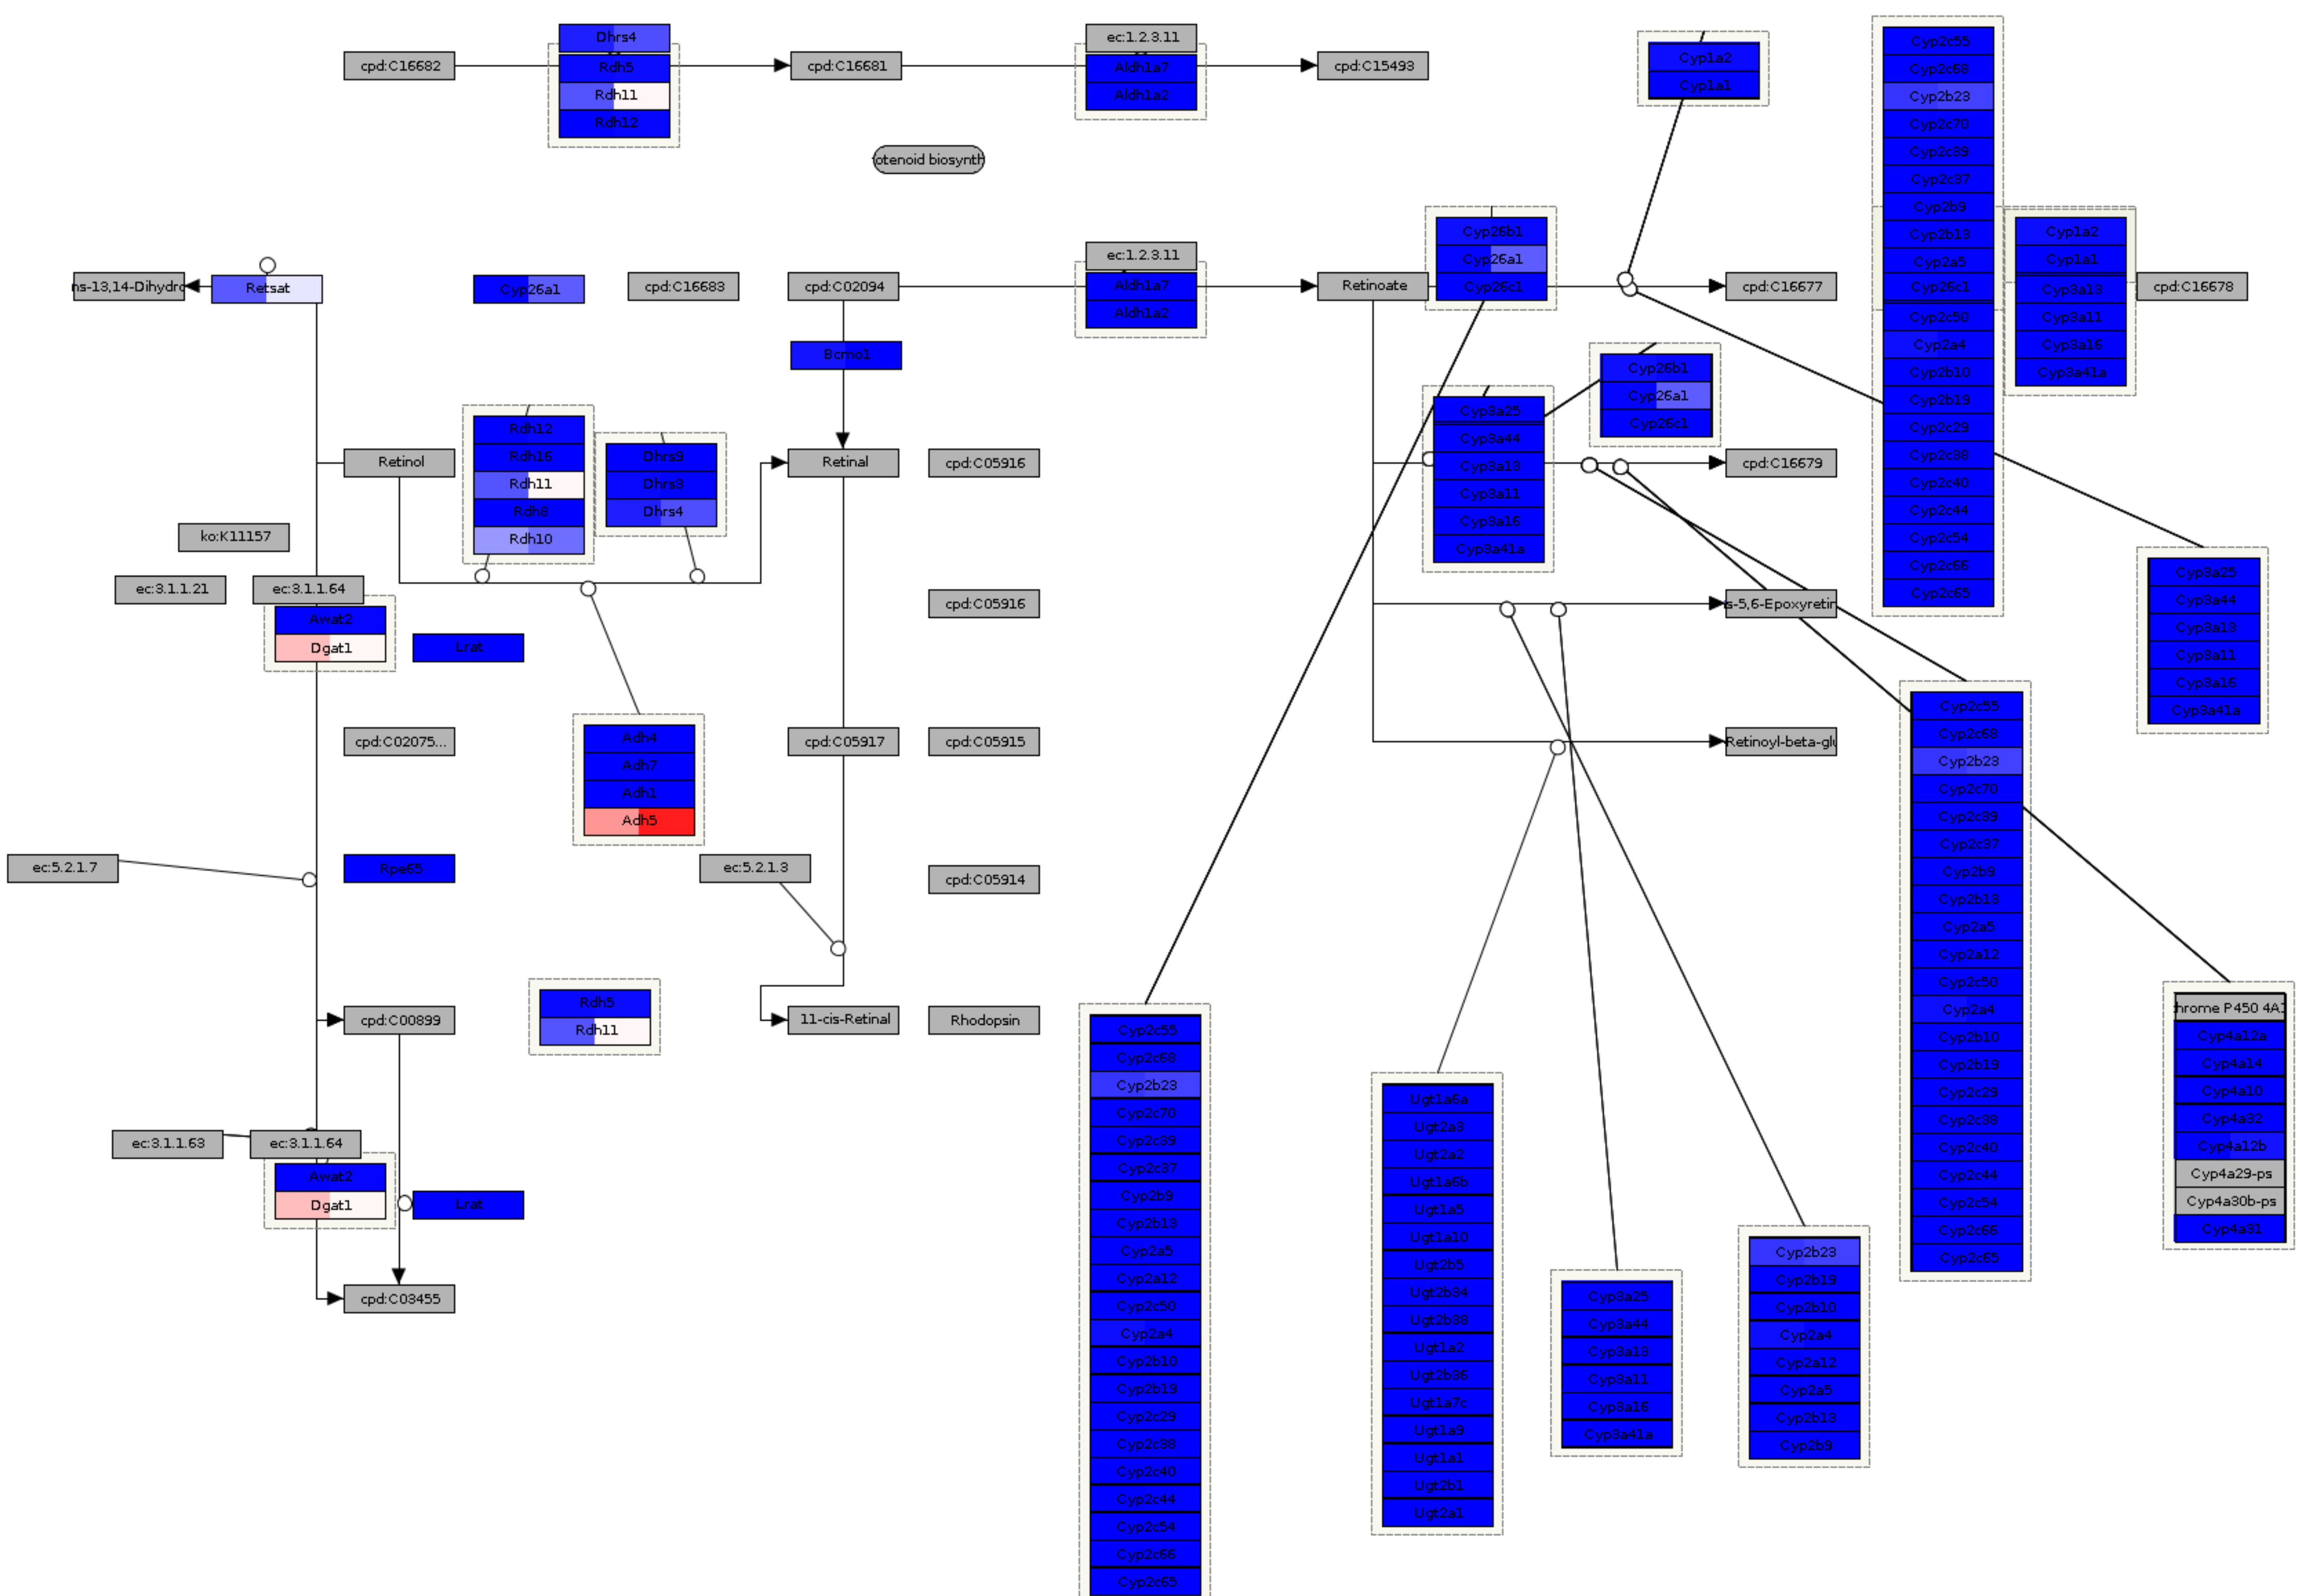 Dhrs4
cpd:C16682
Rdh5
Rdh11
Rdh12
cpd:C16681
ec:1.2.3.11
Aldh1a7
Aldh1a2
cpd:C15493
otenoid biosynth
Cyp1a2
Cyp1a1
Cyp2c55
Cyp2c68
Cyp2b23
Cyp2c70
Cyp2c39
Cyp2c37
Cyp2b9
Cyp2b13
Cyp2a5
Cyp26c1
Cyp2c50
Cyp2a4
Cyp2b10
Cyp2b19
Cyp2c29
Cyp2c38
Cyp2c40
Cyp2c44
Cyp2c54
Cyp2c66
Cyp2c65
Cyp1a2
Cyp1a1
Cyp3a13
Cyp3a11
Cyp3a16
Cyp3a41a
cpd:C16678
ns-13,14-Dihydro
Retsat
Cyp26a1
cpd:C16683
cpd:C02094
ec:1.2.3.11
Aldh1a7
Aldh1a2
Retinoate
Cyp26b1
Cyp26a1
Cyp26c1
cpd:C16677
Bcmo1
Cyp26b1
Cyp26a1
Cyp26c1
Cyp3a25
Cyp3a44
Cyp3a13
Cyp3a11
Cyp3a16
Cyp3a41a
cpd:C16679
Retinol
Rdh12
Rdh16
Rdh11
Rdh8
Rdh10
Dhrs9
Dhrs3
Dhrs4
Retinal
cpd:C05916
ko:K11157
ec:3.1.1.21
ec:3.1.1.64
Awat2
Dgat1
Lrat
cpd:C05916
s-5,6-Epoxyretin
Cyp3a25
Cyp3a44
Cyp3a13
Cyp3a11
Cyp3a16
Cyp3a41a
cpd:C02075...
Adh4
Adh7
Adh1
Adh5
cpd:C05917
cpd:C05915
Retinoyl-beta-glu
Cyp2c55
Cyp2c68
Cyp2b23
Cyp2c70
Cyp2c39
Cyp2c37
Cyp2b9
Cyp2b13
Cyp2a5
Cyp2a12
Cyp2c50
Cyp2a4
Cyp2b10
Cyp2b19
Cyp2c29
Cyp2c38
Cyp2c40
Cyp2c44
Cyp2c54
Cyp2c66
Cyp2c65
ec:5.2.1.7
Rpe65
ec:5.2.1.3
cpd:C05914
Rdh5
Rdh11
cpd:C00899
11-cis-Retinal
Rhodopsin
Cyp2c55
Cyp2c68
Cyp2b23
Cyp2c70
Cyp2c39
Cyp2c37
Cyp2b9
Cyp2b13
Cyp2a5
Cyp2a12
Cyp2c50
Cyp2a4
Cyp2b10
Cyp2b19
Cyp2c29
Cyp2c38
Cyp2c40
Cyp2c44
Cyp2c54
Cyp2c66
Cyp2c65
Ugt1a6a
Ugt2a3
Ugt2a2
Ugt1a6b
Ugt1a5
Ugt1a10
Ugt2b5
Ugt2b34
Ugt2b38
Ugt1a2
Ugt2b36
Ugt1a7c
Ugt1a9
Ugt1a1
Ugt2b1
Ugt2a1
Cyp3a25
Cyp3a44
Cyp3a13
Cyp3a11
Cyp3a16
Cyp3a41a
Cyp2b23
Cyp2b19
Cyp2b10
Cyp2a4
Cyp2a12
Cyp2a5
Cyp2b13
Cyp2b9
hrome P450 4A
Cyp4a12a
Cyp4a14
Cyp4a10
Cyp4a32
Cyp4a12b
Cyp4a29-ps
Cyp4a30b-ps
Cyp4a31
ec:3.1.1.63
ec:3.1.1.64
Awat2
Dgat1
Lrat
cpd:C03455